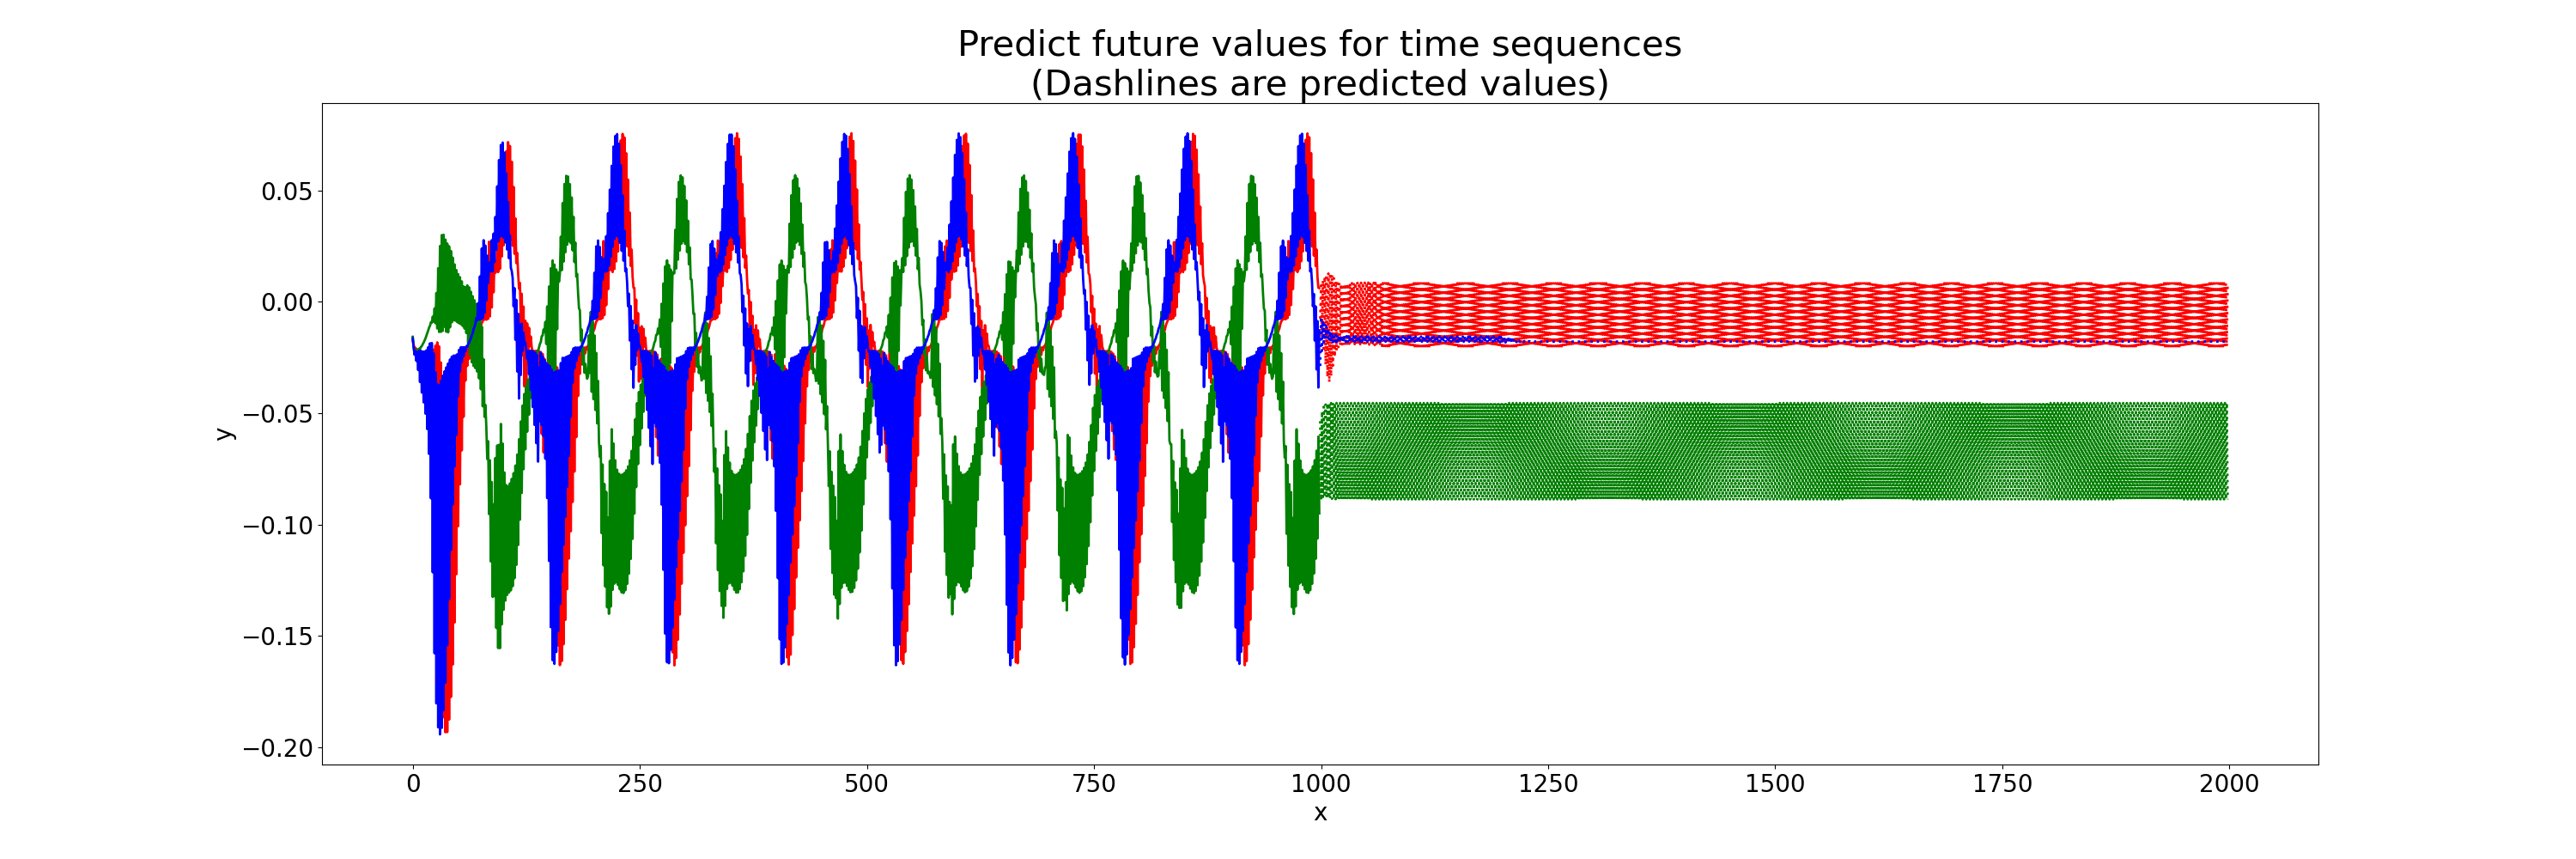 Predict future values for time sequences
(Dashlines are predicted values)
0.05
0.00
−0.05
−0.10
−0.15
−0.20
y
0 250 500 750 1000 1250 1500 1750 2000
x